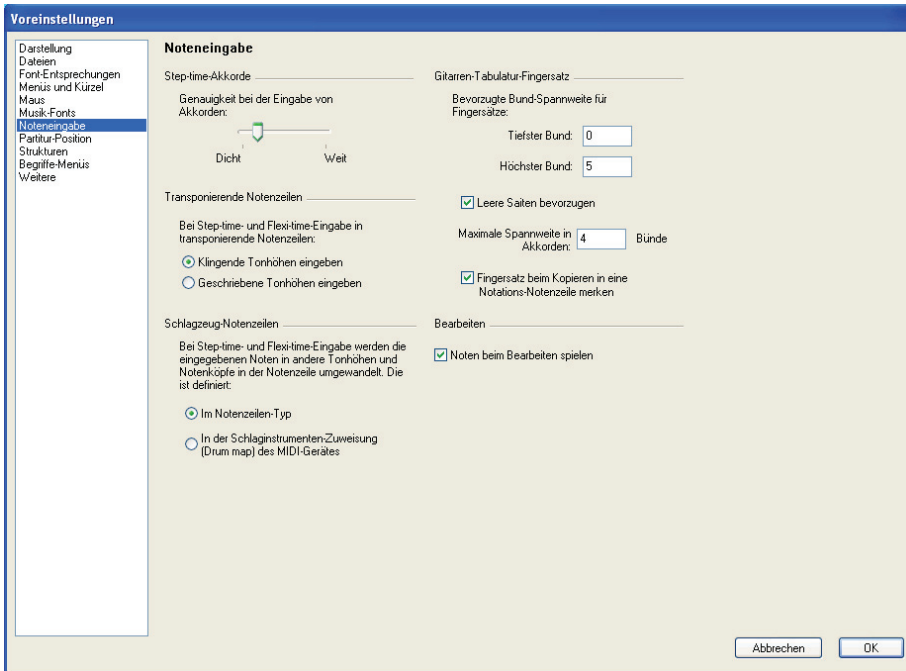 Voreinstellungen
Darstellung
Dateien
Font-Entsprechungen
Menüs und Kürzel
Maus
Musik-Fonts
Noteneingabe
Partitur-Position
Strukturen
Begriffe-Menüs
Weitere
Noteneingabe
Step-time-Akkorde
Genauigkeit bei der Eingabe von
Akkorden:
Dicht Weit
Transponierende Notenzeilen
Bei Step-time- und Flexi-time-Eingabe in
transponierende Notenzeilen:
Klingende Tonhöhen eingeben
Geschriebene Tonhöhen eingeben
Schlagzeug-Notenzeilen
Bei Step-time- und Flexi-time-Eingabe werden die
eingegebenen Noten in andere Tonhöhen und
Notenköpfe in der Notenzeile umgewandelt. Die
ist definiert:
Im Notenzeilen-Typ
In der Schlaginstrumenten-Zuweisung
(Drum map) des MIDI-Gerätes
Gitarren-Tabulatur-Fingersatz
Bevorzugte Bund-Spannweite für
Fingersätze:
Tiefster Bund: 0
Höchster Bund: 5
Leere Saiten bevorzugen
Maximale Spannweite in
Akkorden: 4 Bünde
Fingersatz beim Kopieren in eine
Notations-Notenzeile merken
Bearbeiten
Noten beim Bearbeiten spielen
Abbrechen OK